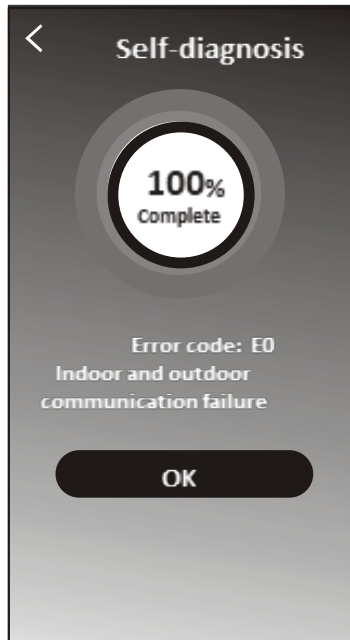 Self-diagnosis
100%
Complete
Error code: E0
Indoor and outdoor
communication failure
OK